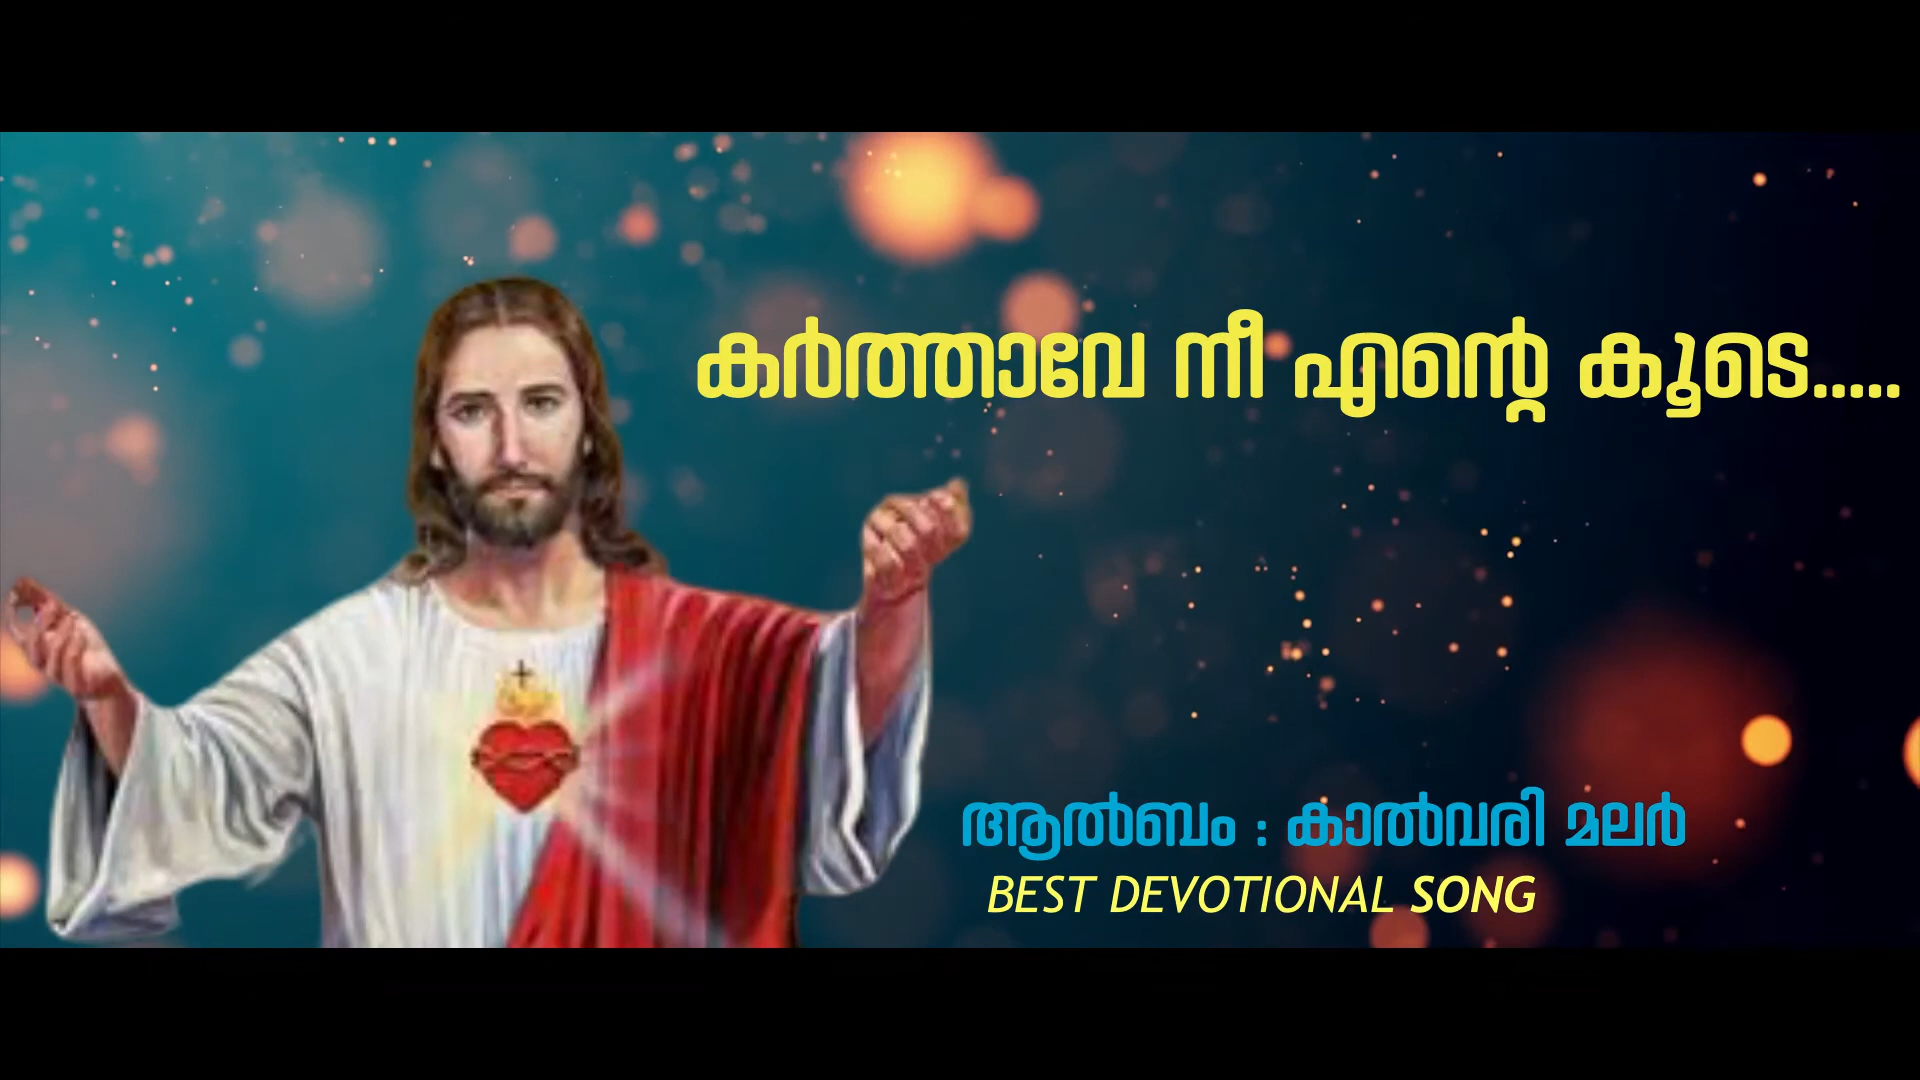 കർത്താവേ നീ എന്റെ കൂടെ.....
ആൽബം : കാൽവരി മലർ
BEST DEVOTIONAL SONG